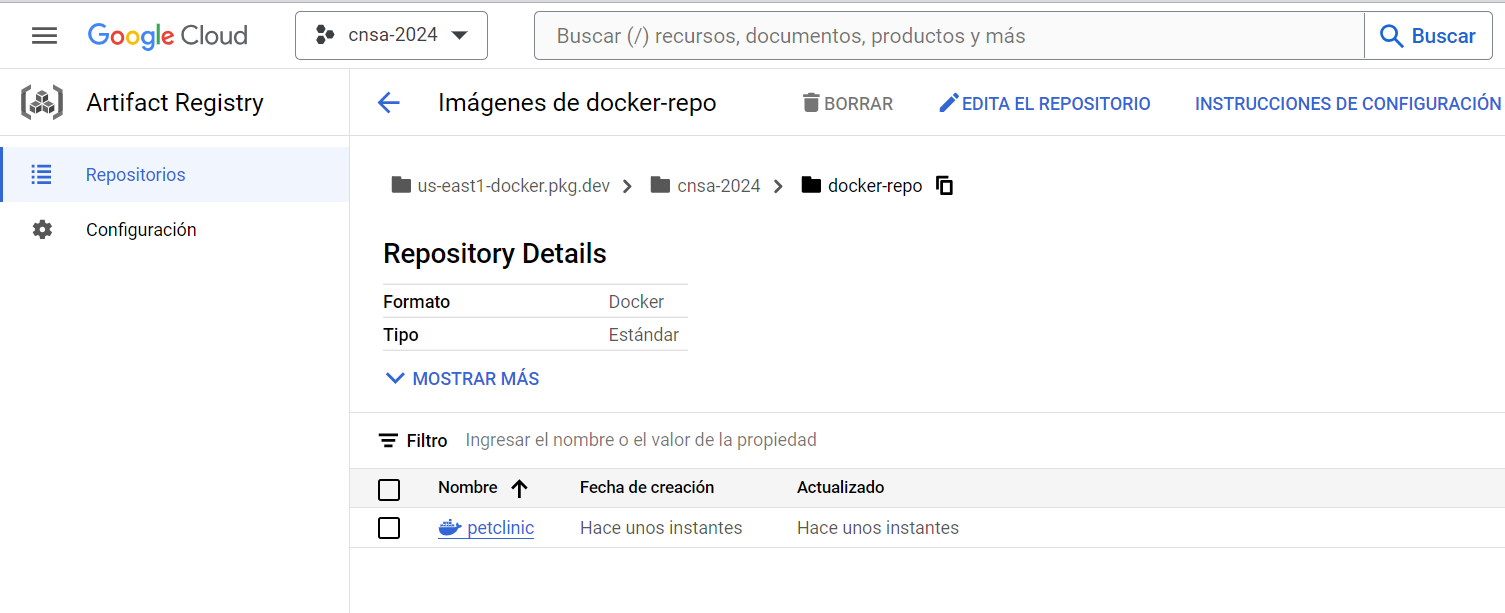 Google Cloud
cnsa-2024
Buscar (/) recursos, documentos, productos y más
Buscar
Artifact Registry
Imágenes de docker-repo
BORRAR
EDITA EL REPOSITORIO
INSTRUCCIONES DE CONFIGURACIÓN
Repositorios
Configuración
us-east1-docker.pkg.dev
cnsa-2024
docker-repo
Repository Details
Formato Docker
Tipo Estándar
MOSTRAR MÁS
Filtro Ingresar el nombre o el valor de la propiedad
Nombre Fecha de creación Actualizado
petclinic Hace unos instantes Hace unos instantes